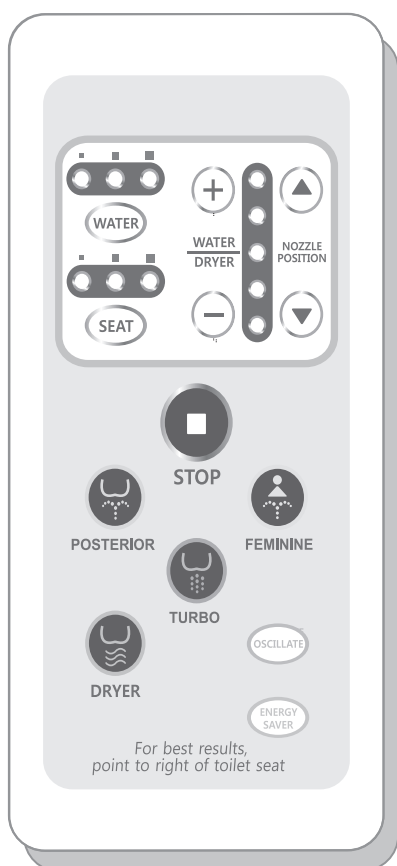 WATER
SEAT
+
WATER
DRYER
−
NOZZLE
POSITION
STOP
POSTERIOR
FEMININE
TURBO
DRYER
OSCILLATE
ENERGY
SAVER
For best results,
point to right of toilet seat